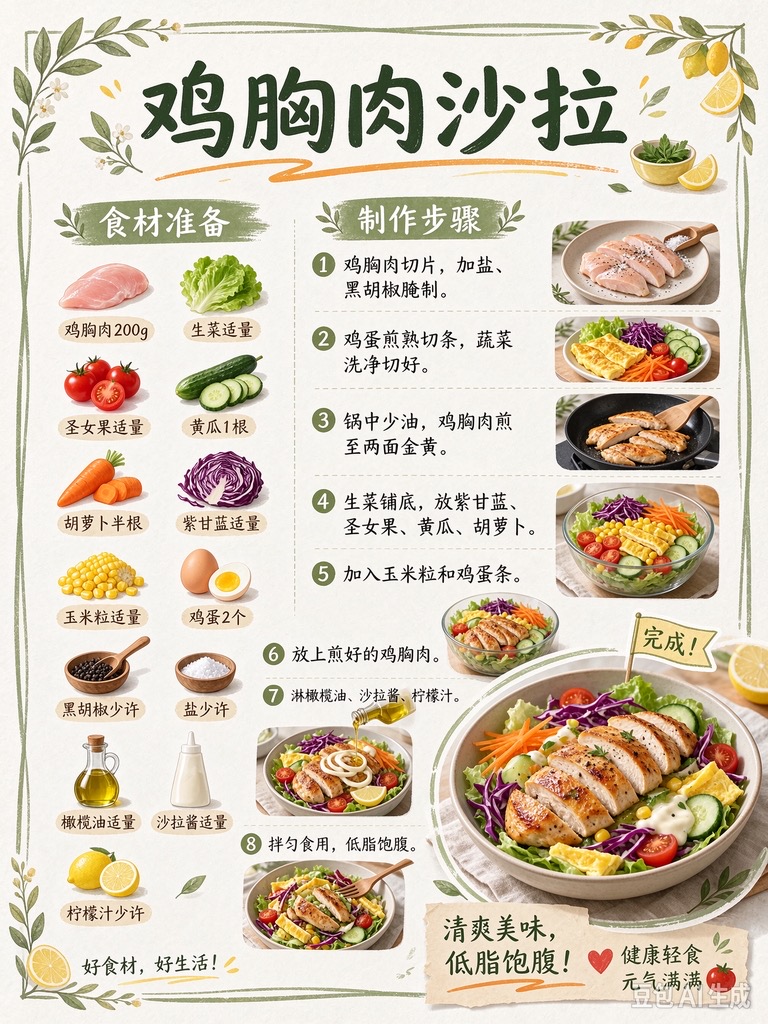 鸡胸肉沙拉
食材准备
鸡胸肉200g
生菜适量
圣女果适量
黄瓜1根
胡萝卜半根
紫甘蓝适量
玉米粒适量
鸡蛋2个
黑胡椒少许
盐少许
橄榄油适量
沙拉酱适量
柠檬汁少许
好食材，好生活！
制作步骤
1 鸡胸肉切片，加盐、
黑胡椒腌制。
2 鸡蛋煎熟切条，蔬菜
洗净切好。
3 锅中少油，鸡胸肉煎
至两面金黄。
4 生菜铺底，放紫甘蓝、
圣女果、黄瓜、胡萝卜。
5 加入玉米粒和鸡蛋条。
6 放上煎好的鸡胸肉。
7 淋橄榄油、沙拉酱、柠檬汁。
8 拌匀食用，低脂饱腹。
完成！
清爽美味，
低脂饱腹！
健康轻食
元气满满
豆包AI生成